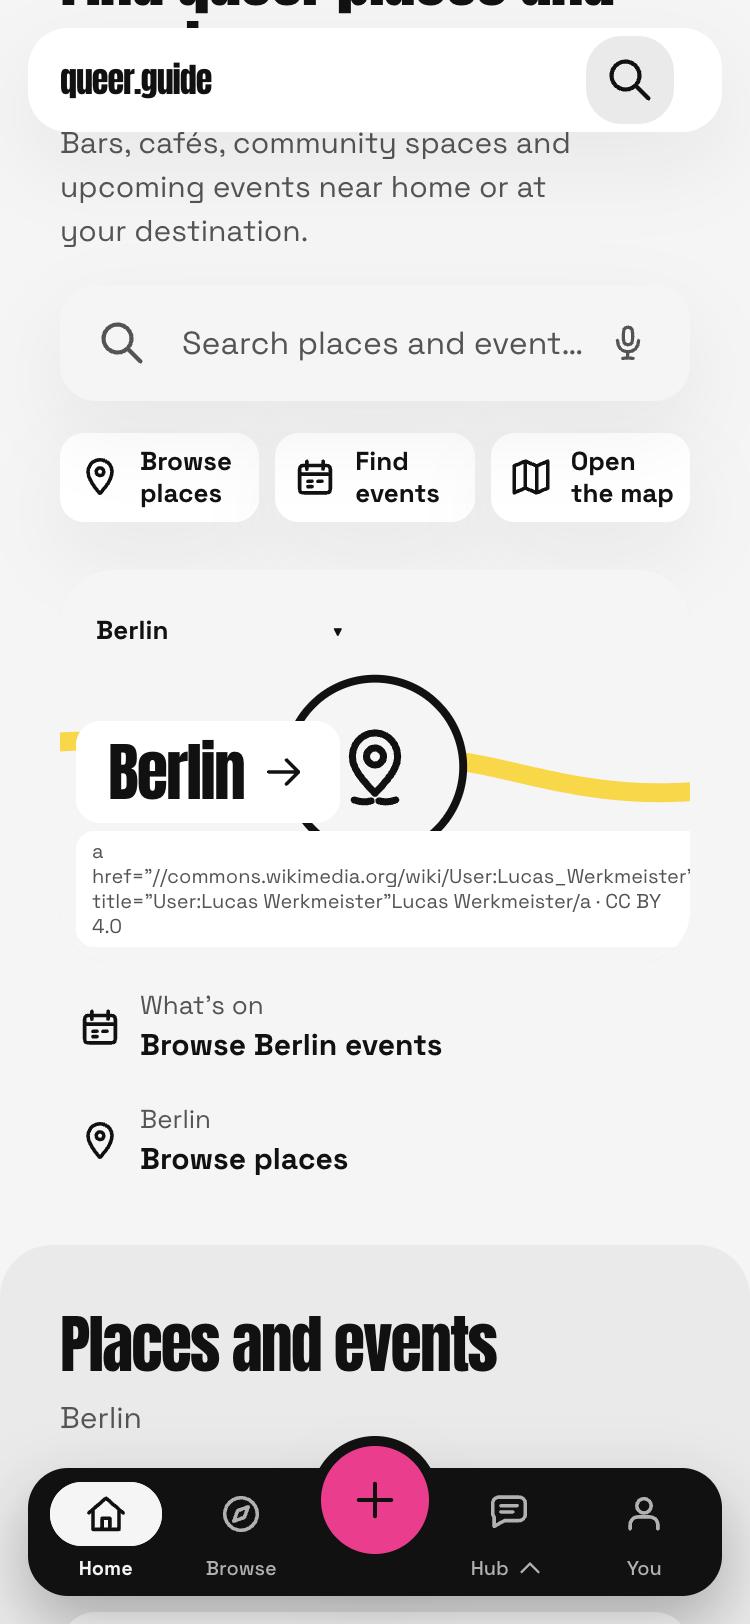 queer.guide
Bars, cafés, community spaces and
upcoming events near home or at
your destination.
Search places and event...
Browse
places
Find
events
Open
the map
Berlin
Berlin
a
href="//commons.wikimedia.org/wiki/User:Lucas_Werkmeister"
title="User:Lucas Werkmeister"Lucas Werkmeister/a · CC BY
4.0
What's on
Browse Berlin events
Berlin
Browse places
Places and events
Berlin
Home
Browse
Hub
You